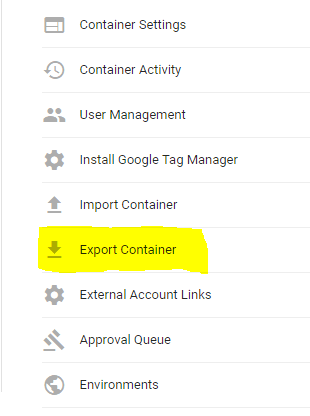 Container Settings
Container Activity
User Management
Install Google Tag Manager
Import Container
Export Container
External Account Links
Approval Queue
Environments